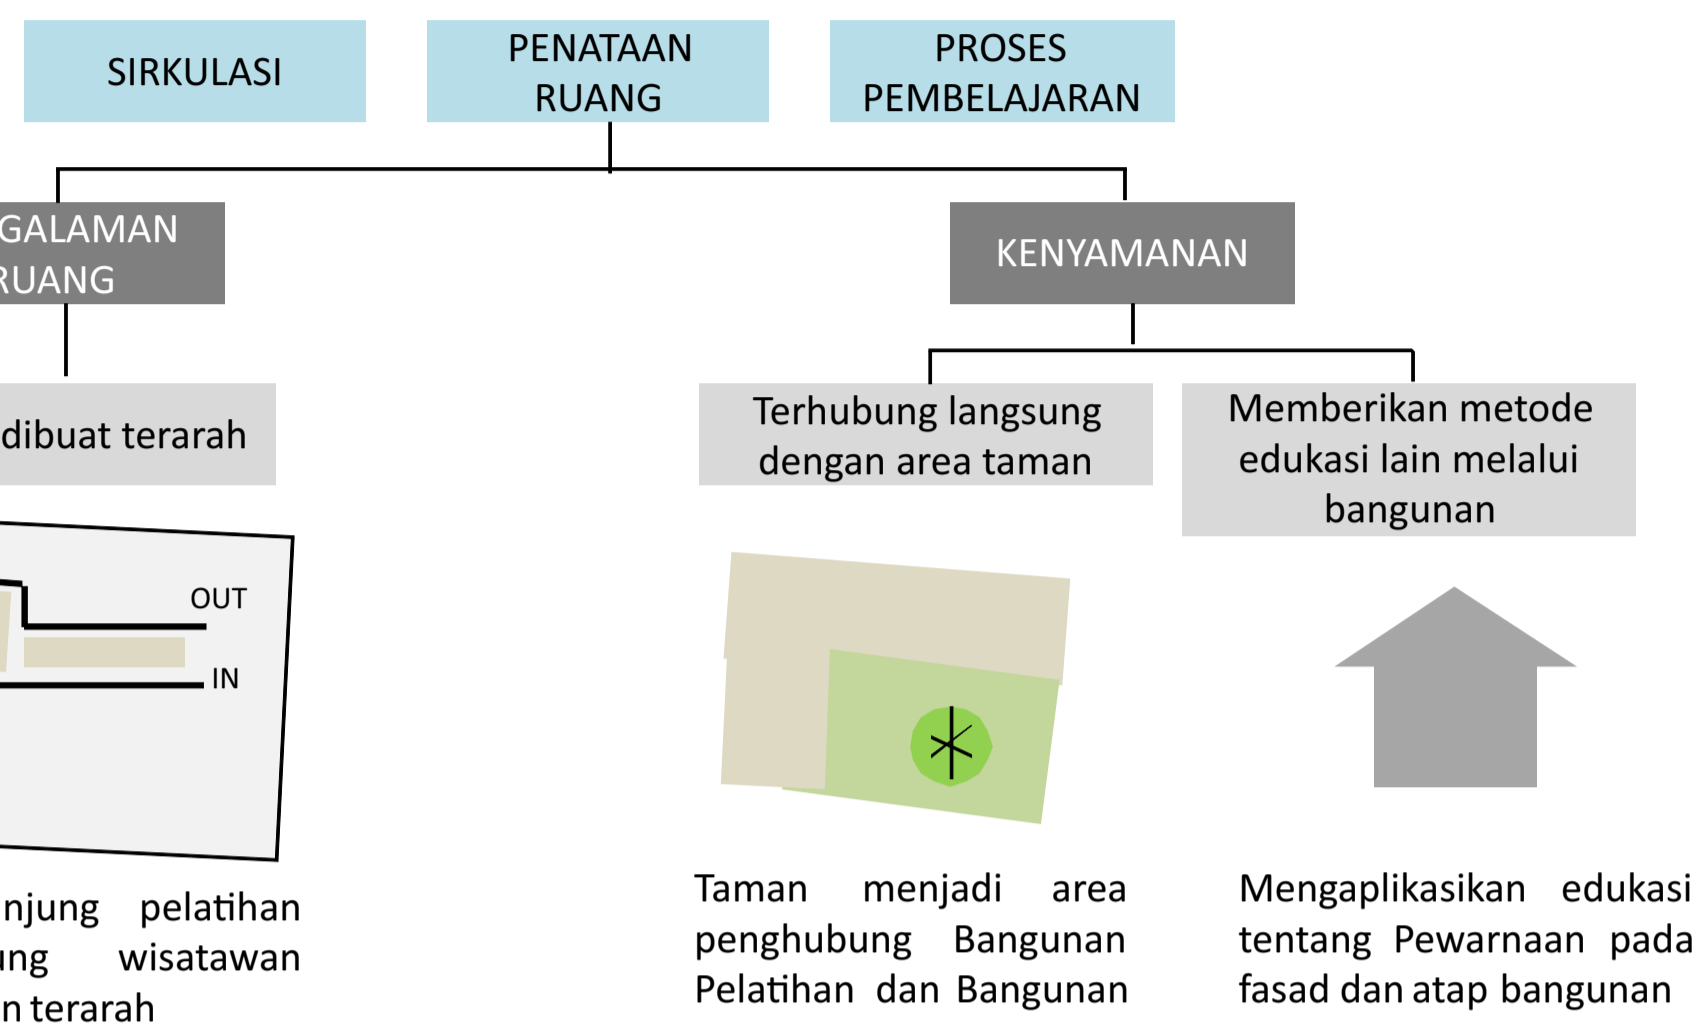 SIRKULASI
PENATAAN
RUANG
PROSES
PEMBELAJARAN
GALAMAN
RUANG
KENYAMANAN
dibuat terarah
Terhubung langsung
dengan area taman
Memberikan metode
edukasi lain melalui
bangunan
OUT
IN
njung pelatihan
ung wisatawan
n terarah
Taman menjadi area
penghubung Bangunan
Pelatihan dan Bangunan
Mengaplikasikan edukasi
tentang Pewarnaan pada
fasad dan atap bangunan